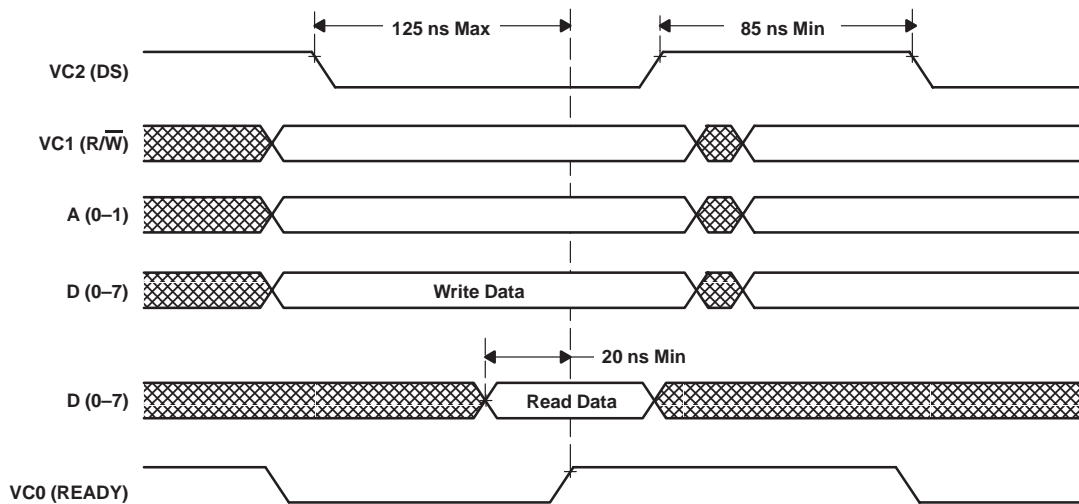 125 ns Max
85 ns Min
VC2 (DS)
VC1 (R/W̅)
A (0–1)
D (0–7)
Write Data
20 ns Min
D (0–7)
Read Data
VC0 (READY)